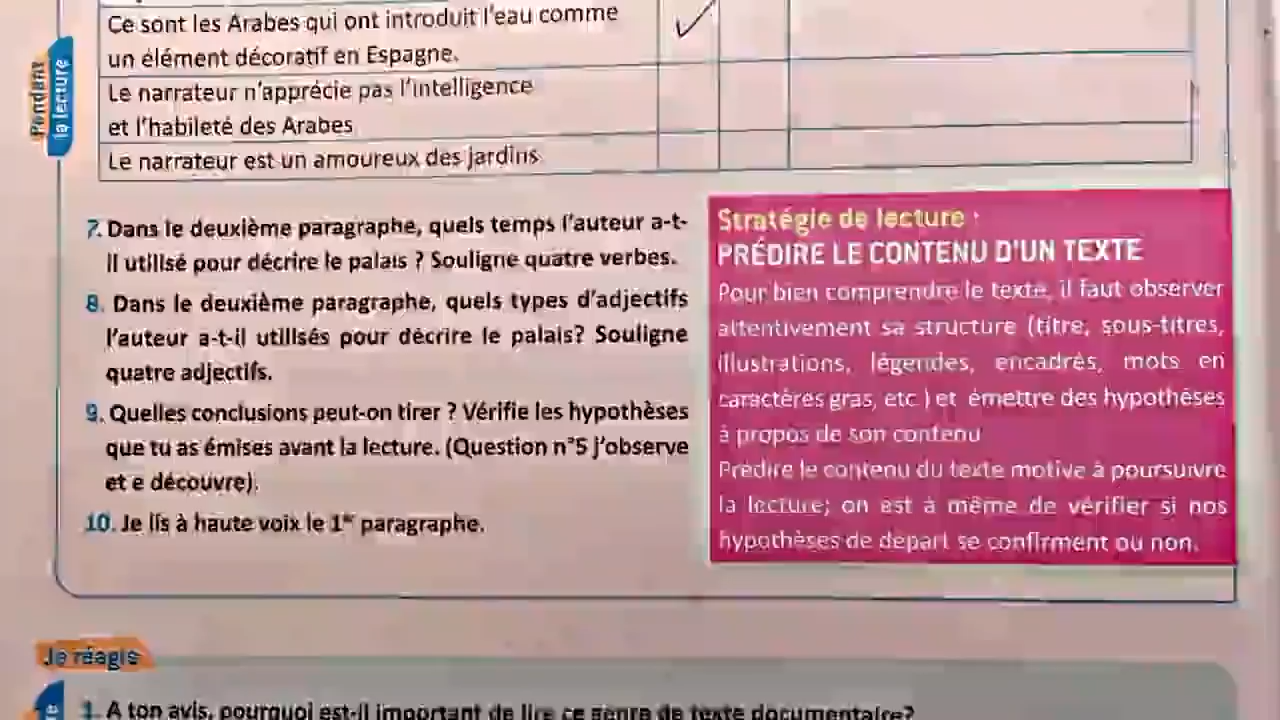 Ce sont les Arabes qui ont introduit l'eau comme
un élément décoratif en Espagne.
Le narrateur n'apprécie pas l'intelligence
et l'habileté des Arabes
Le narrateur est un amoureux des jardins
Pendant
la lecture
7. Dans le deuxième paragraphe, quels temps l'auteur a-t-
il utilisé pour décrire le palais ? Souligne quatre verbes.
8. Dans le deuxième paragraphe, quels types d'adjectifs
l'auteur a-t-il utilisés pour décrire le palais? Souligne
quatre adjectifs.
9. Quelles conclusions peut-on tirer ? Vérifie les hypothèses
que tu as émises avant la lecture. (Question n°5 j'observe
et e découvre).
10. Je lis à haute voix le 1er paragraphe.
Stratégie de lecture :
PRÉDIRE LE CONTENU D'UN TEXTE
Pour bien comprendre le texte, il faut observer
attentivement sa structure (titre, sous-titres,
illustrations, légendes, encadrés, mots en
caractères gras, etc ) et émettre des hypothèses
à propos de son contenu
Prédire le contenu du texte motive à poursuivre
la lecture; on est à même de vérifier si nos
hypothèses de départ se confirment ou non.
Je réagis
1. A ton avis, pourquoi est-il important de lire ce genre de texte documentaire?